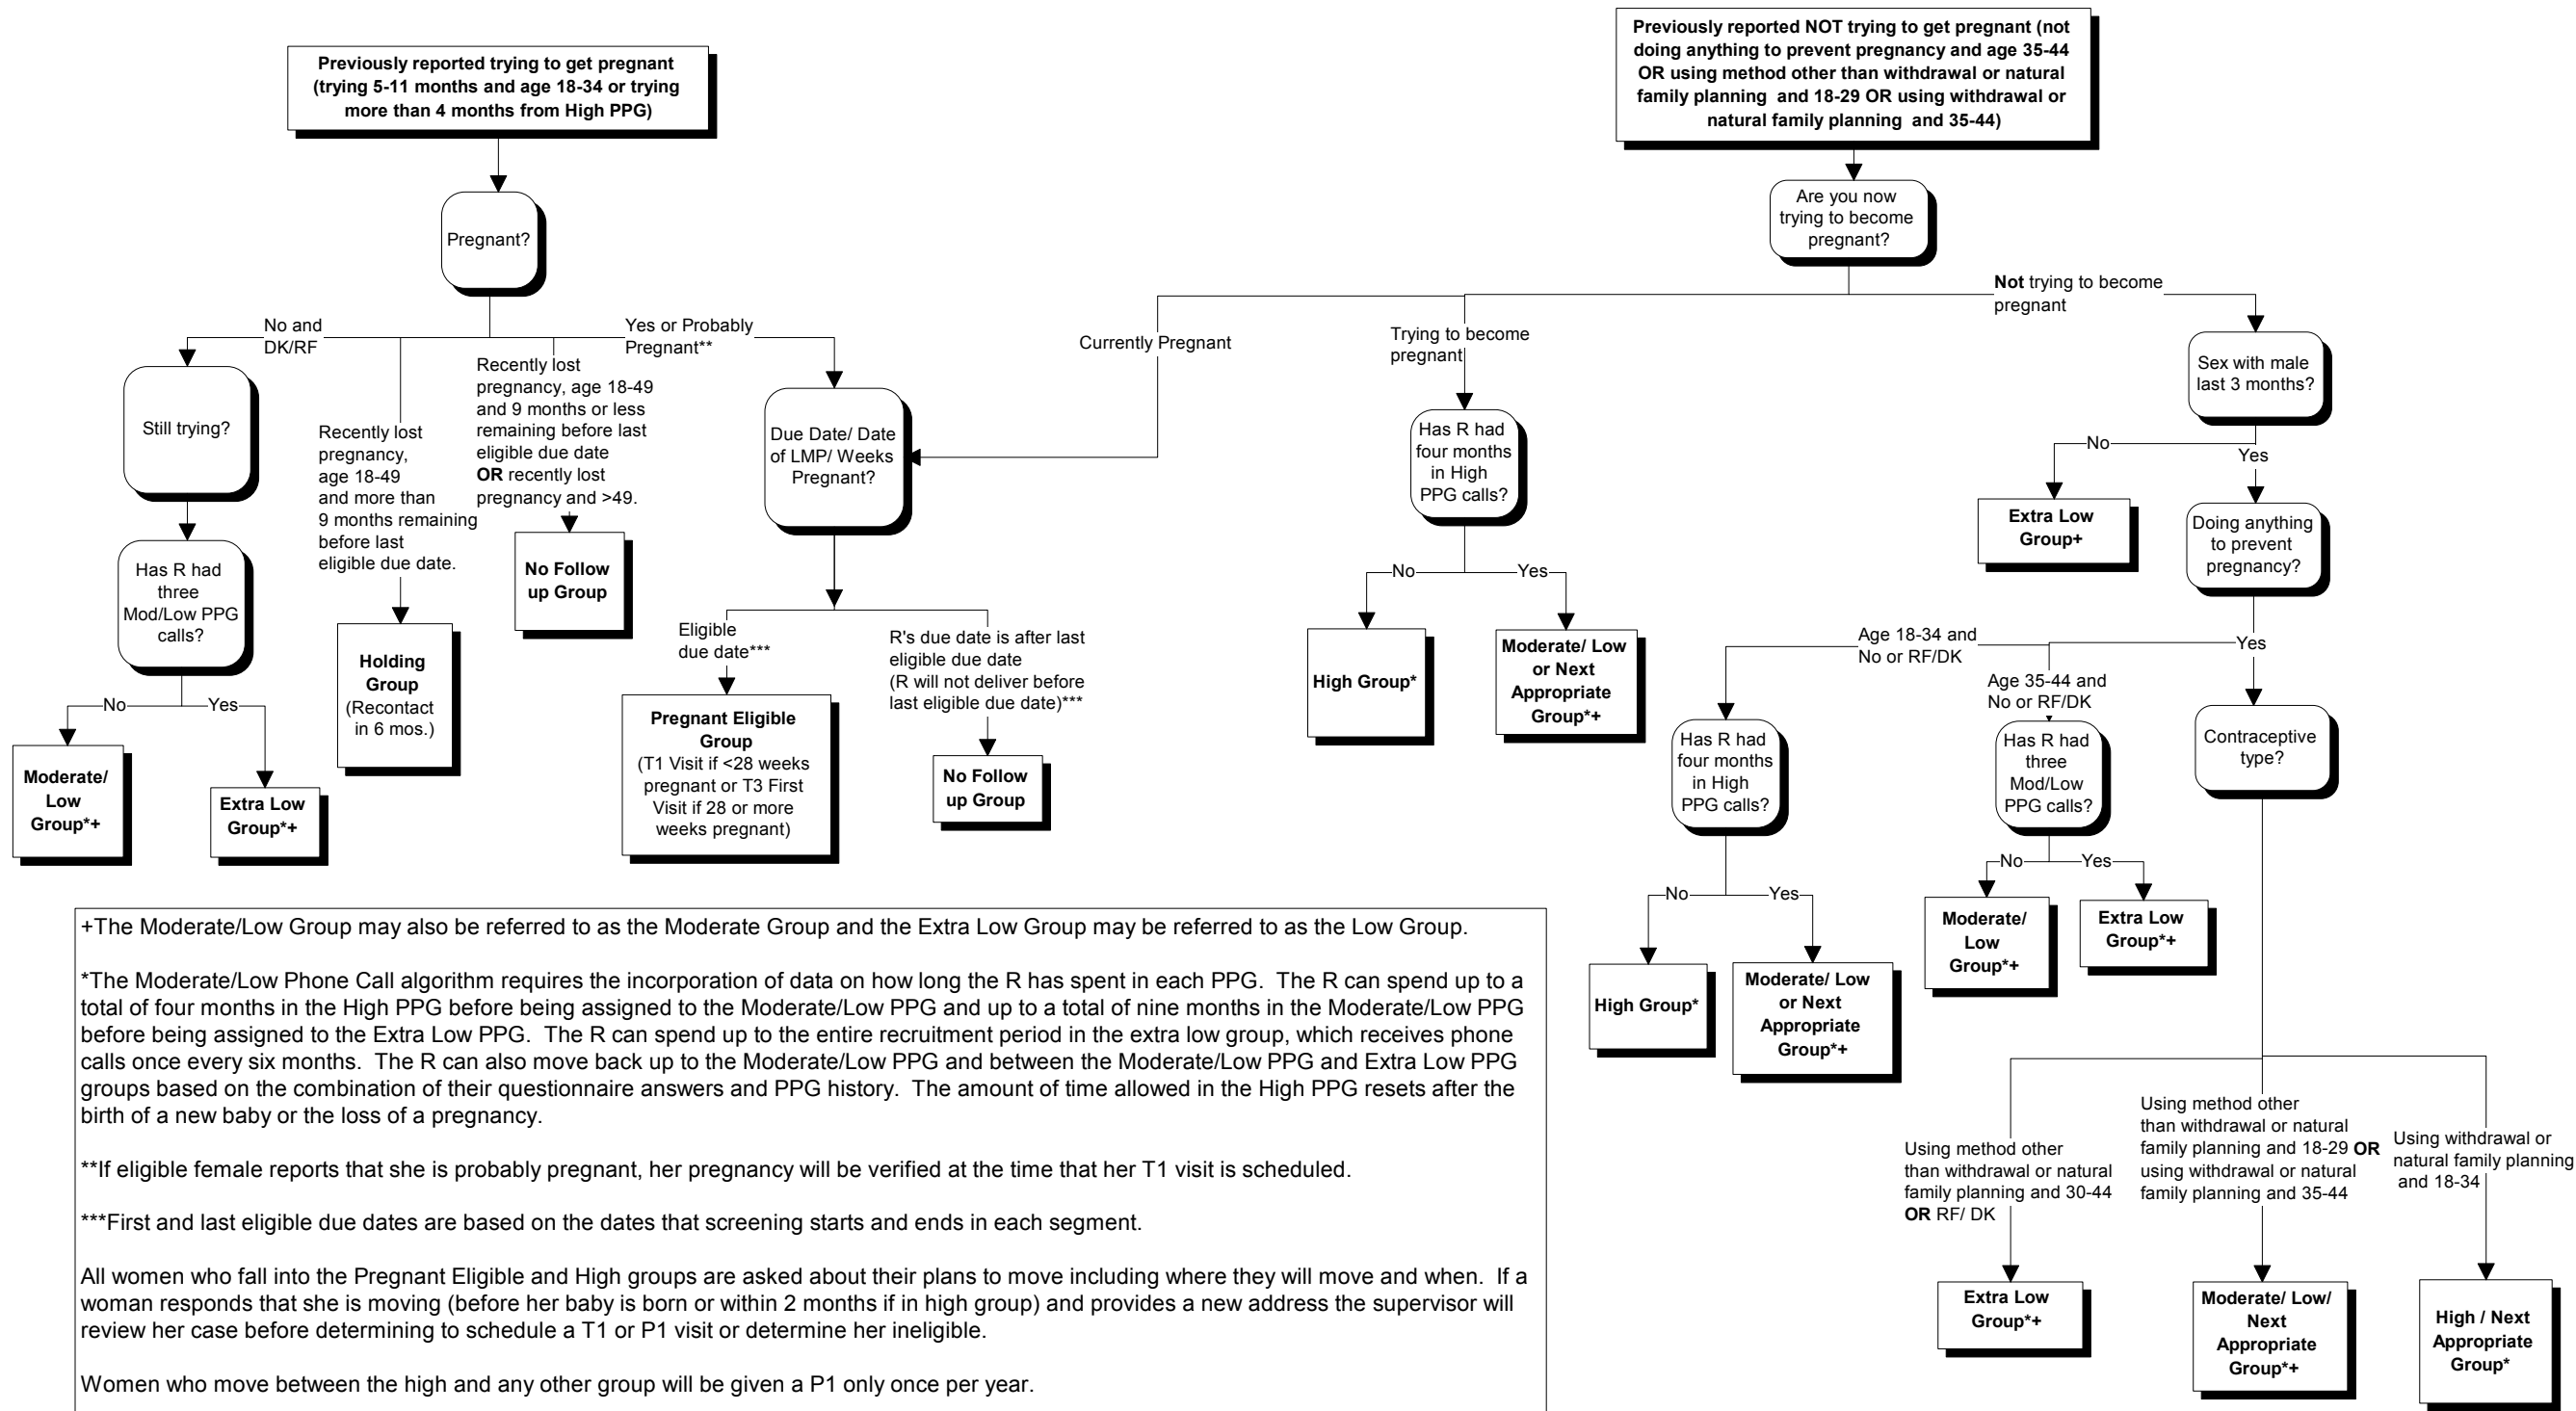 Previously reported trying to get pregnant
(trying 5-11 months and age 18-34 or trying
more than 4 months from High PPG)
Pregnant?
No and
DK/RF
Yes or Probably
Pregnant**
Still trying?
Has R had
three
Mod/Low PPG
calls?
No
Yes
Moderate/
Low
Group*+
Extra Low
Group*+
Recently lost
pregnancy,
age 18-49
and more than
9 months remaining
before last
eligible due date.
Holding
Group
(Recontact
in 6 mos.)
Recently lost
pregnancy, age 18-49
and 9 months or less
remaining before last
eligible due date
OR recently lost
pregnancy and >49.
No Follow
up Group
Due Date/ Date
of LMP/ Weeks
Pregnant?
Eligible
due date***
Pregnant Eligible
Group
(T1 Visit if <28 weeks
pregnant or T3 First
Visit if 28 or more
weeks pregnant)
R's due date is after last
eligible due date
(R will not deliver before
last eligible due date)***
No Follow
up Group
Previously reported NOT trying to get pregnant (not
doing anything to prevent pregnancy and age 35-44
OR using method other than withdrawal or natural
family planning and 18-29 OR using withdrawal or
natural family planning and 35-44)
Are you now
trying to become
pregnant?
Currently Pregnant
Trying to become
pregnant
Not trying to become
pregnant
Has R had
four months
in High
PPG calls?
No
Yes
High Group*
Moderate/ Low
or Next
Appropriate
Group*+
Sex with male
last 3 months?
No
Yes
Extra Low
Group+
Doing anything
to prevent
pregnancy?
Age 18-34 and
No or RF/DK
Age 35-44 and
No or RF/DK
Yes
Has R had
four months
in High
PPG calls?
No
Yes
High Group*
Moderate/ Low
or Next
Appropriate
Group*+
Has R had
three
Mod/Low
PPG calls?
No
Yes
Moderate/
Low
Group*+
Extra Low
Group*+
Contraceptive
type?
Using method other
than withdrawal or natural
family planning and 30-44
OR RF/ DK
Extra Low
Group*+
Using method other
than withdrawal or natural
family planning and 18-29 OR
using withdrawal or natural
family planning and 35-44
Moderate/ Low/
Next
Appropriate
Group*+
Using withdrawal or
natural family planning
and 18-34
High / Next
Appropriate
Group*
+The Moderate/Low Group may also be referred to as the Moderate Group and the Extra Low Group may be referred to as the Low Group.
*The Moderate/Low Phone Call algorithm requires the incorporation of data on how long the R has spent in each PPG. The R can spend up to a
total of four months in the High PPG before being assigned to the Moderate/Low PPG and up to a total of nine months in the Moderate/Low PPG
before being assigned to the Extra Low PPG. The R can spend up to the entire recruitment period in the extra low group, which receives phone
calls once every six months. The R can also move back up to the Moderate/Low PPG and between the Moderate/Low PPG and Extra Low PPG
groups based on the combination of their questionnaire answers and PPG history. The amount of time allowed in the High PPG resets after the
birth of a new baby or the loss of a pregnancy.
**If eligible female reports that she is probably pregnant, her pregnancy will be verified at the time that her T1 visit is scheduled.
***First and last eligible due dates are based on the dates that screening starts and ends in each segment.
All women who fall into the Pregnant Eligible and High groups are asked about their plans to move including where they will move and when. If a
woman responds that she is moving (before her baby is born or within 2 months if in high group) and provides a new address the supervisor will
review her case before determining to schedule a T1 or P1 visit or determine her ineligible.
Women who move between the high and any other group will be given a P1 only once per year.